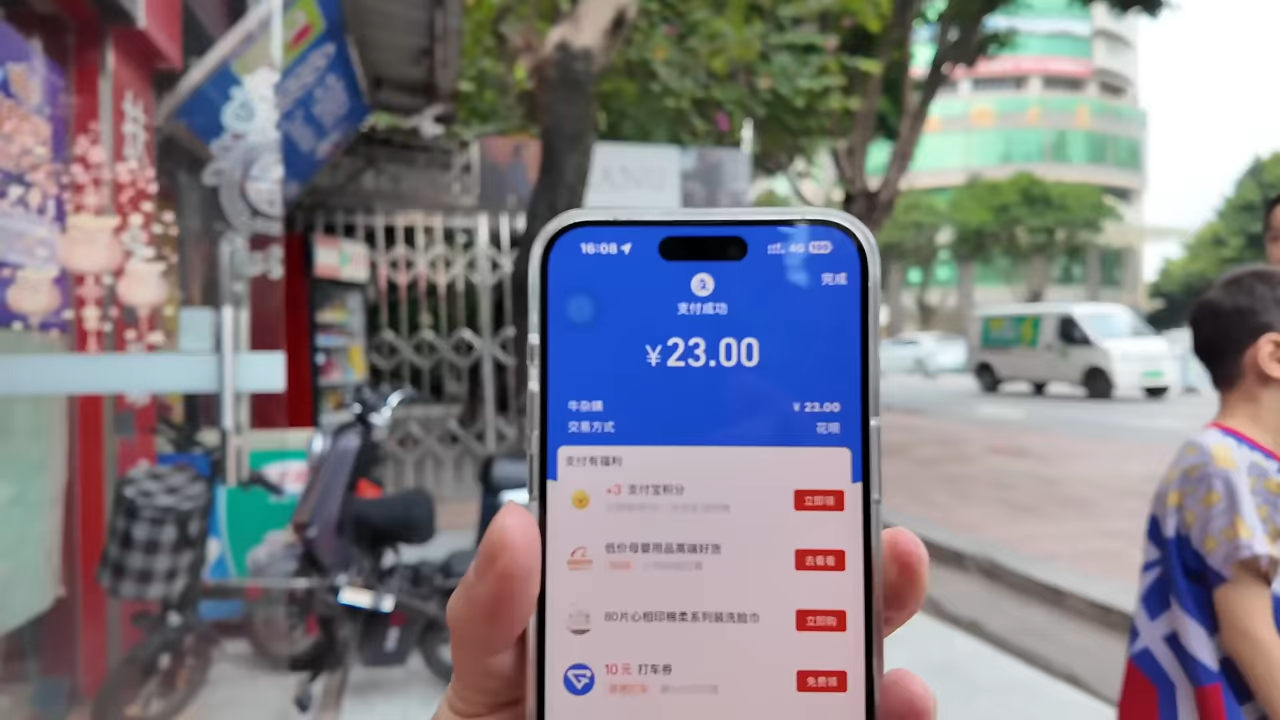 16:08
4G
100
完成
支付成功
¥23.00
牛杂粿
¥ 23.00
交易方式
花呗
支付有福利
+3 支付宝积分
立即领
低价母婴用品高端好货
去看看
80片心相印棉柔系列装洗脸巾
立即购
10元 打车券
免费领